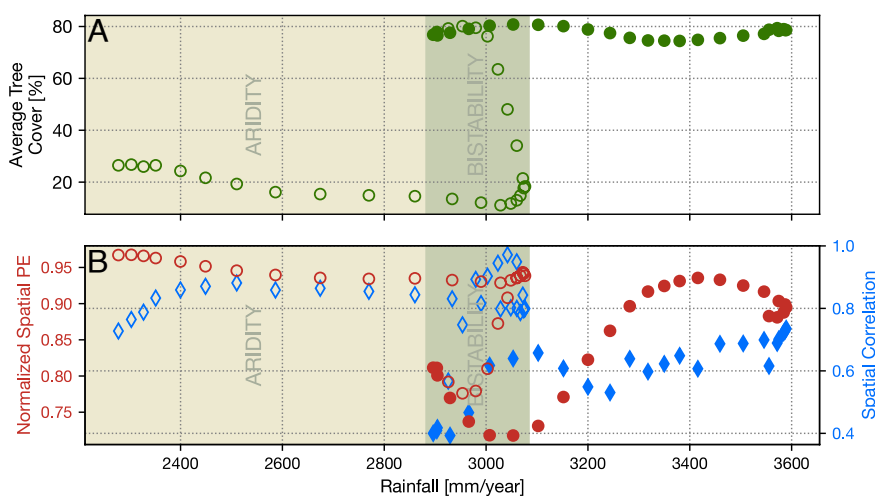 A
80
60
40
20
Average Tree
Cover [%]
ARIDITY
BISTABILITY
B
0.95
0.90
0.85
0.80
0.75
Normalized Spatial PE
ARIDITY
BISTABILITY
1.0
0.8
0.6
0.4
Spatial Correlation
2400 2600 2800 3000 3200 3400 3600
Rainfall [mm/year]